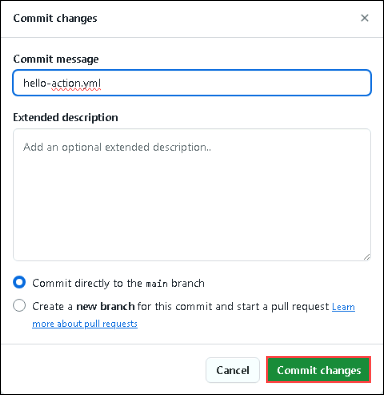 Commit changes
Commit message
hello-action.yml
Extended description
Add an optional extended description..
Commit directly to the main branch
Create a new branch for this commit and start a pull request Learn
more about pull requests
Cancel
Commit changes